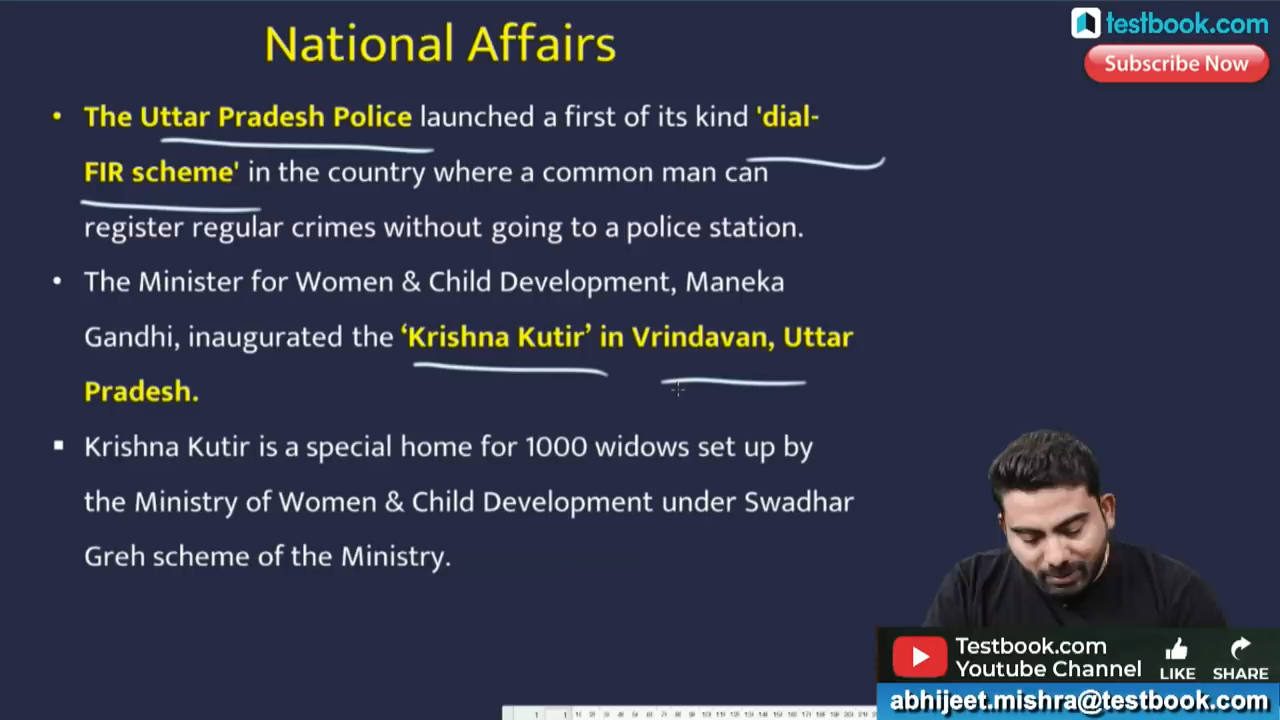 National Affairs
testbook.com
Subscribe Now
• The Uttar Pradesh Police launched a first of its kind 'dial-
FIR scheme' in the country where a common man can
register regular crimes without going to a police station.
• The Minister for Women & Child Development, Maneka
Gandhi, inaugurated the ‘Krishna Kutir’ in Vrindavan, Uttar
Pradesh.
▪ Krishna Kutir is a special home for 1000 widows set up by
the Ministry of Women & Child Development under Swadhar
Greh scheme of the Ministry.
Testbook.com
Youtube Channel
LIKE
SHARE
abhijeet.mishra@testbook.com